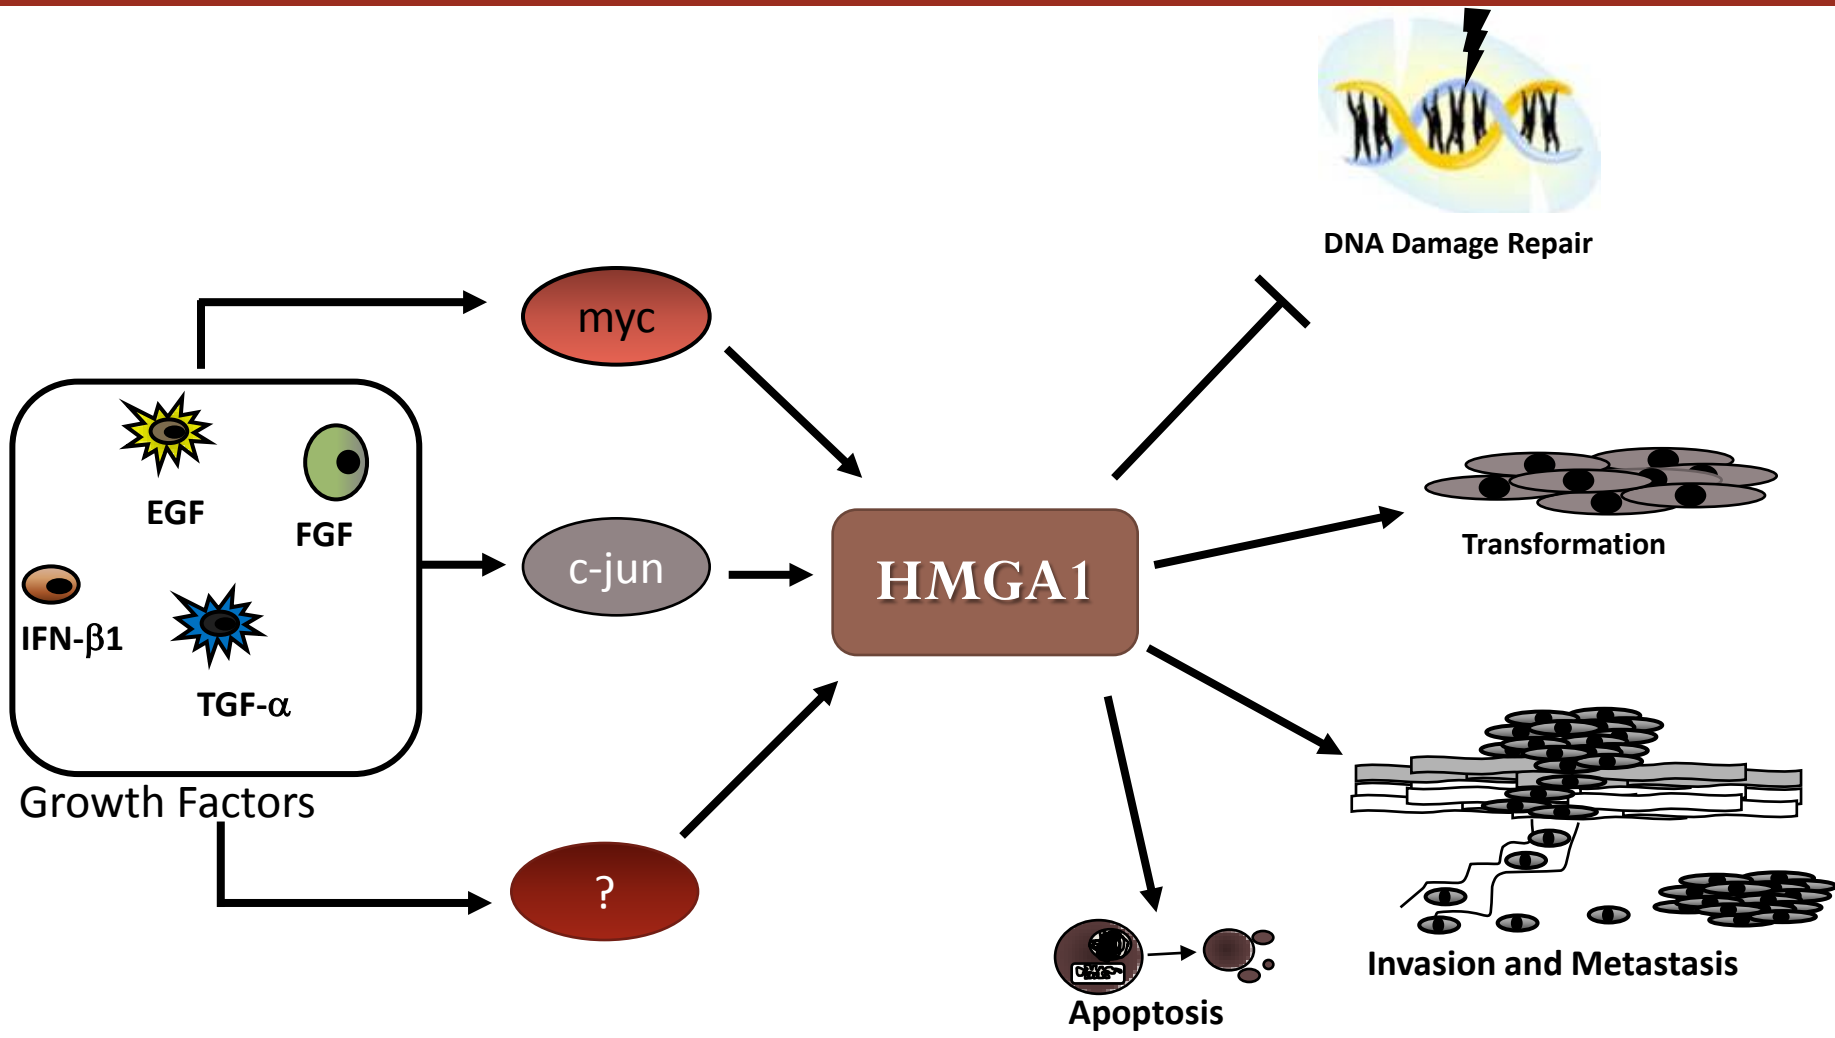 DNA Damage Repair
myc
EGF
FGF
IFN-β1
TGF-α
Growth Factors
c-jun
?
HMGA1
Transformation
Invasion and Metastasis
Apoptosis